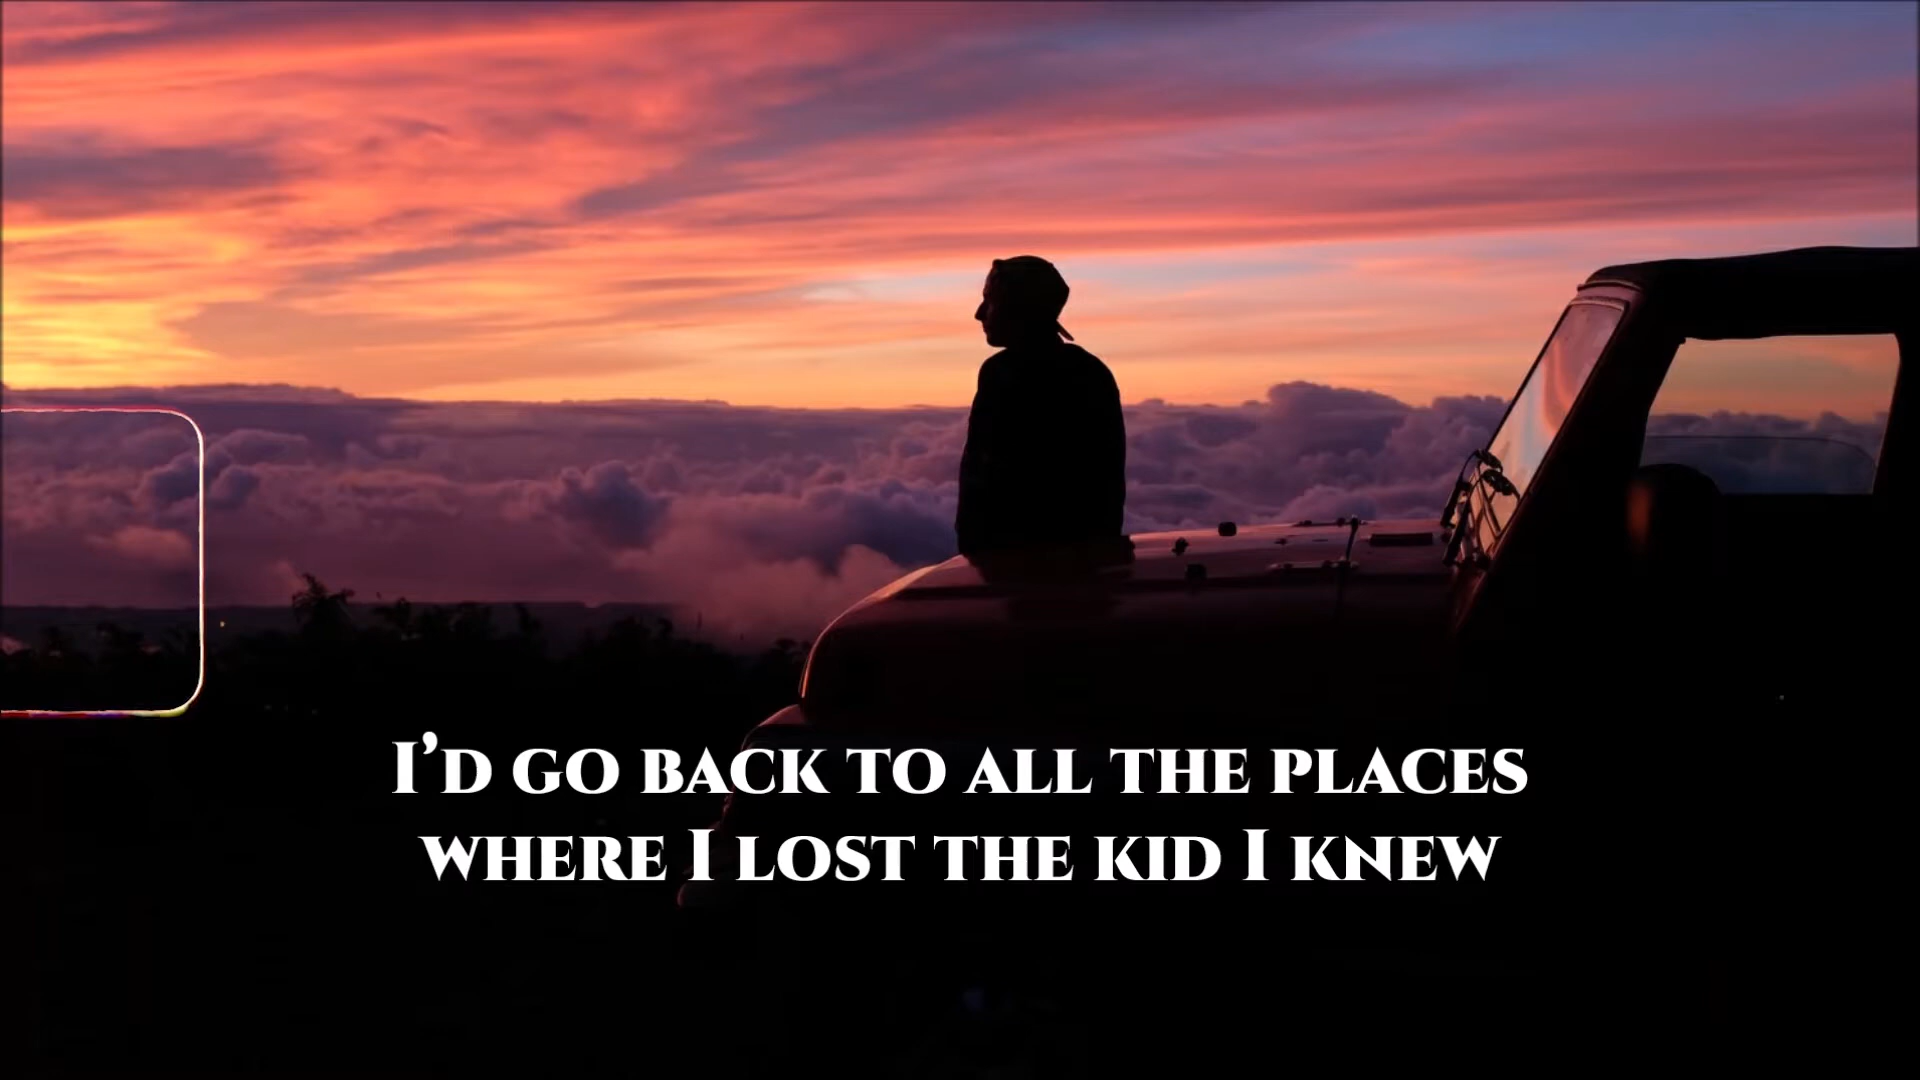 I’d go back to all the places
where I lost the kid I knew